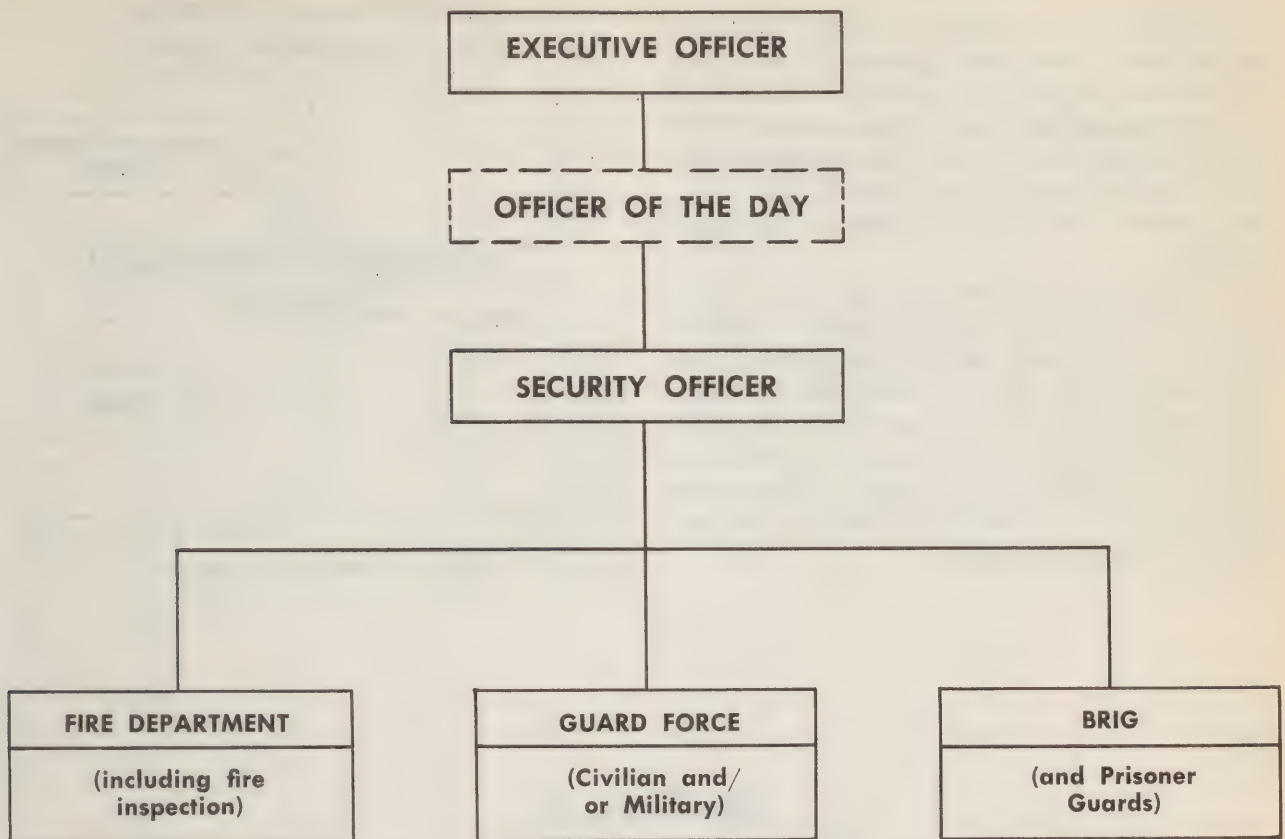 EXECUTIVE OFFICER
OFFICER OF THE DAY
SECURITY OFFICER
FIRE DEPARTMENT
(including fire
inspection)
GUARD FORCE
(Civilian and/
or Military)
BRIG
(and Prisoner
Guards)